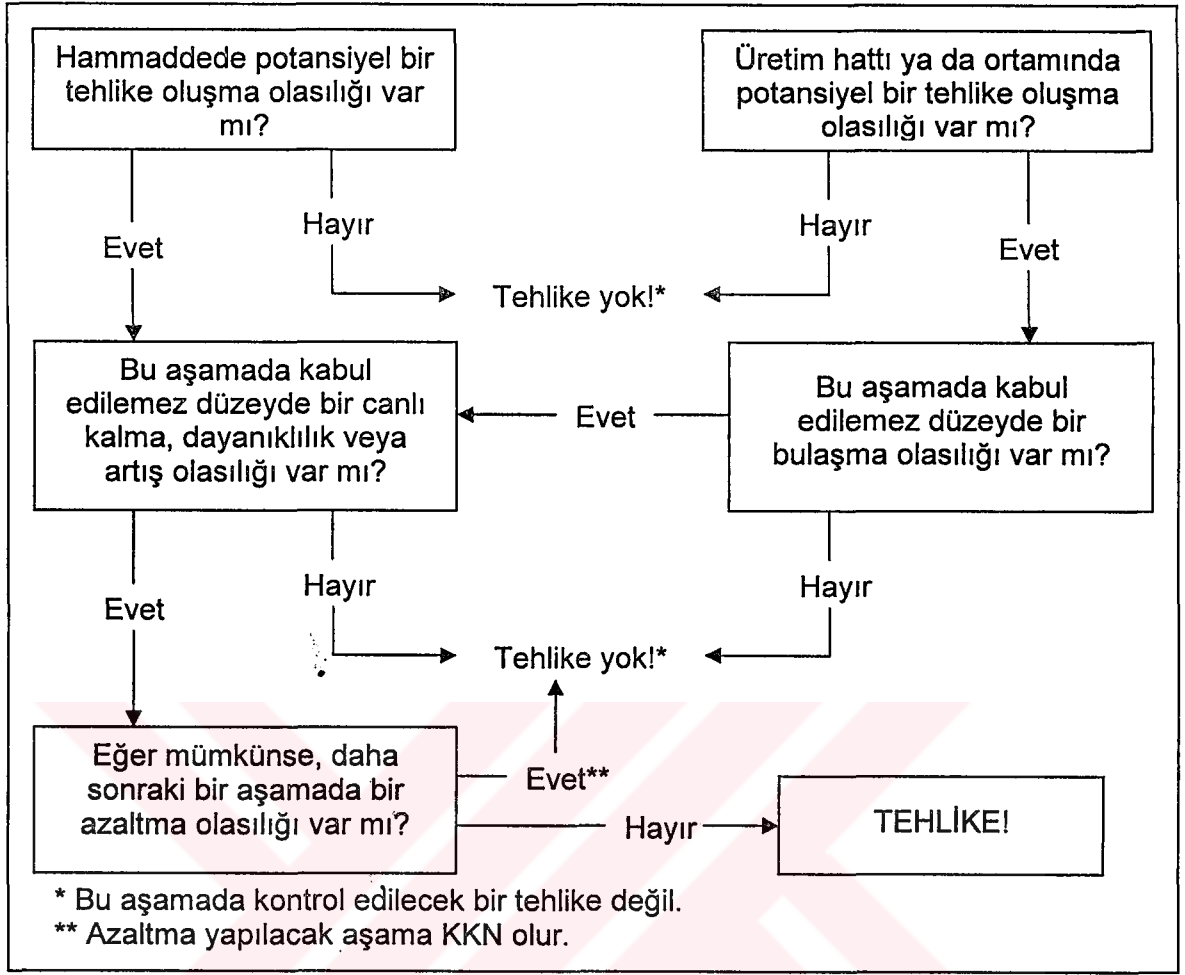 Hammaddede potansiyel bir
tehlike oluşma olasılığı var
mı?
Üretim hattı ya da ortamında
potansiyel bir tehlike oluşma
olasılığı var mı?
Evet
Hayır
Hayır
Evet
Tehlike yok!*
Bu aşamada kabul
edilemez düzeyde bir canlı
kalma, dayanıklılık veya
artış olasılığı var mı?
Evet
Bu aşamada kabul
edilemez düzeyde bir
bulaşma olasılığı var mı?
Evet
Hayır
Hayır
Tehlike yok!*
Eğer mümkünse, daha
sonraki bir aşamada bir
azaltma olasılığı var mı?
Evet**
Hayır
TEHLİKE!
* Bu aşamada kontrol edilecek bir tehlike değil.
** Azaltma yapılacak aşama KKN olur.